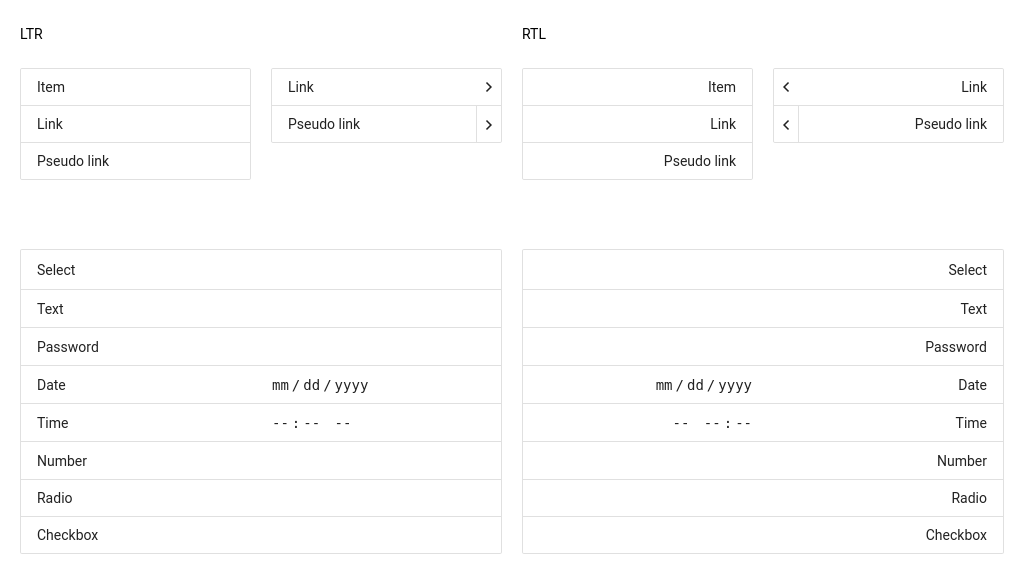 LTR
Item
Link
Pseudo link
Link
Pseudo link
Select
Text
Password
Date mm/dd/yyyy
Time --:-- --
Number
Radio
Checkbox
RTL
Item
Link
Pseudo link
Link
Pseudo link
Select
Text
Password
mm/dd/yyyy Date
-- --:-- Time
Number
Radio
Checkbox